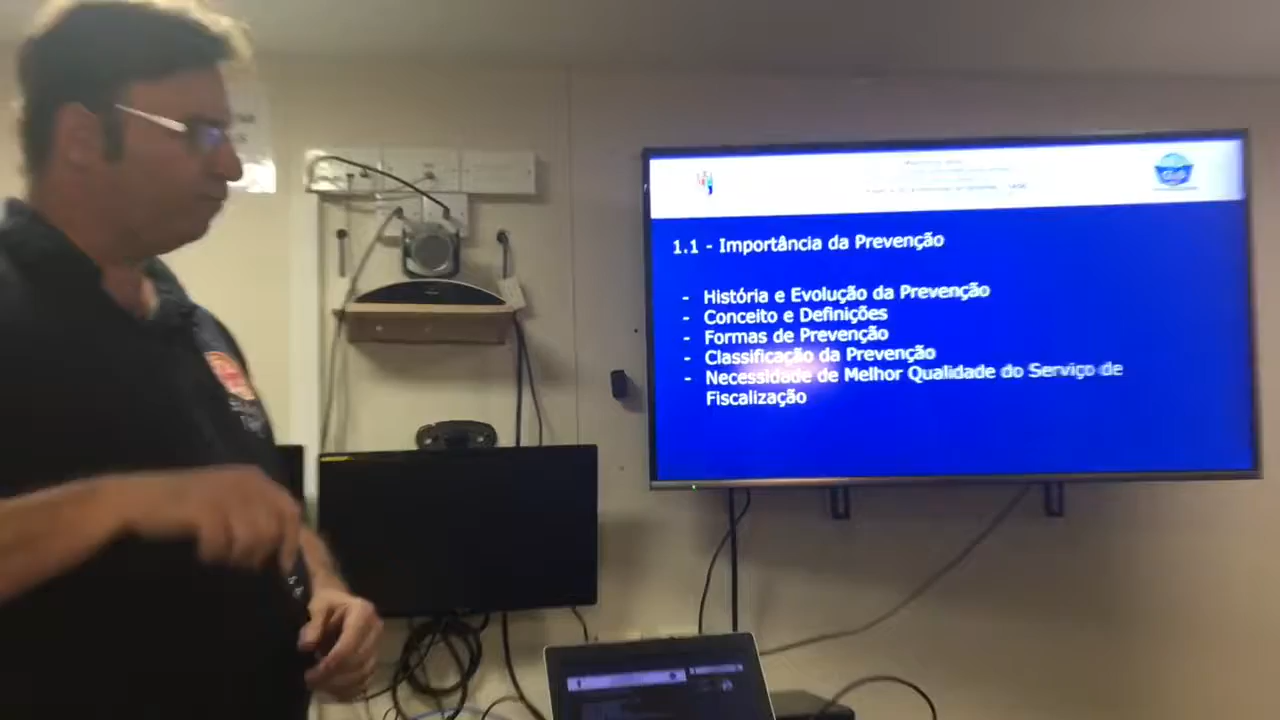 1.1 - Importância da Prevenção
- História e Evolução da Prevenção
- Conceito e Definições
- Formas de Prevenção
- Classificação da Prevenção
- Necessidade de Melhor Qualidade do Serviço de
Fiscalização